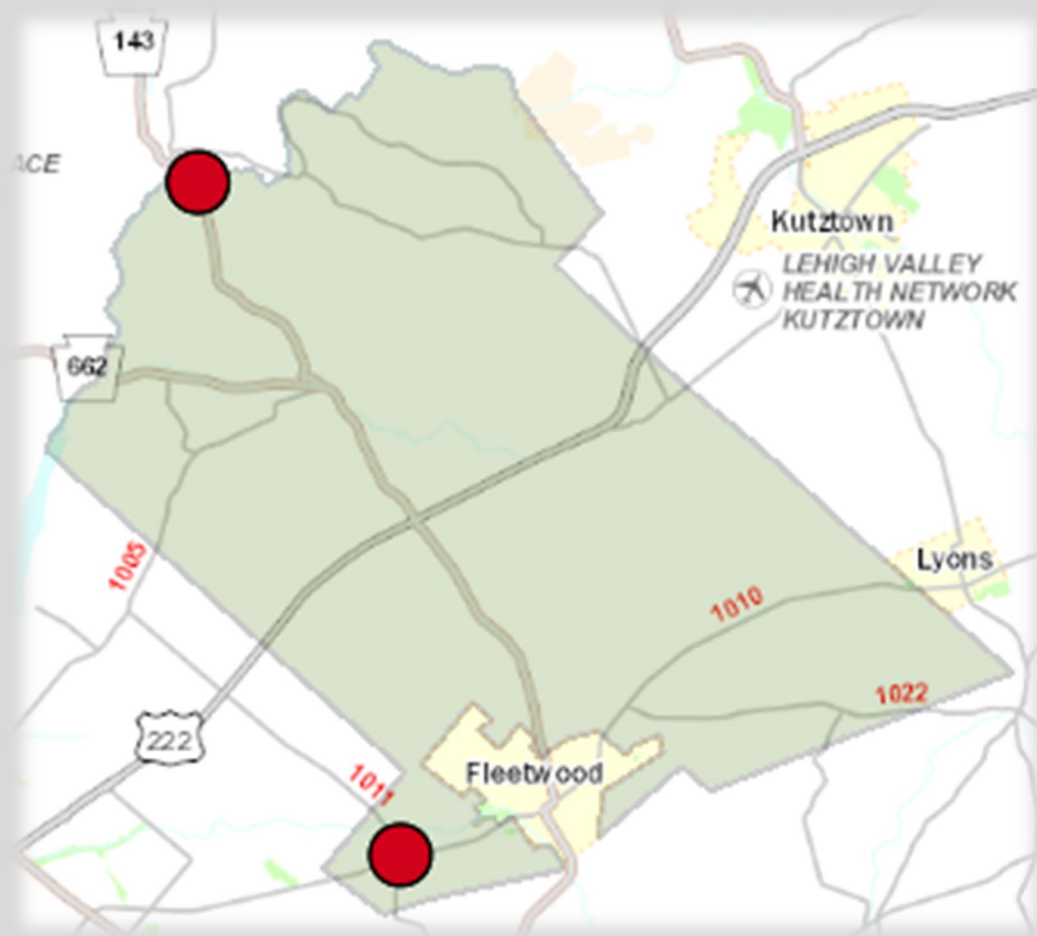 143
ACE
Kutztown
LEHIGH VALLEY
HEALTH NETWORK
KUTZTOWN
662
1005
Lyons
1010
1022
222
1011
Fleetwood